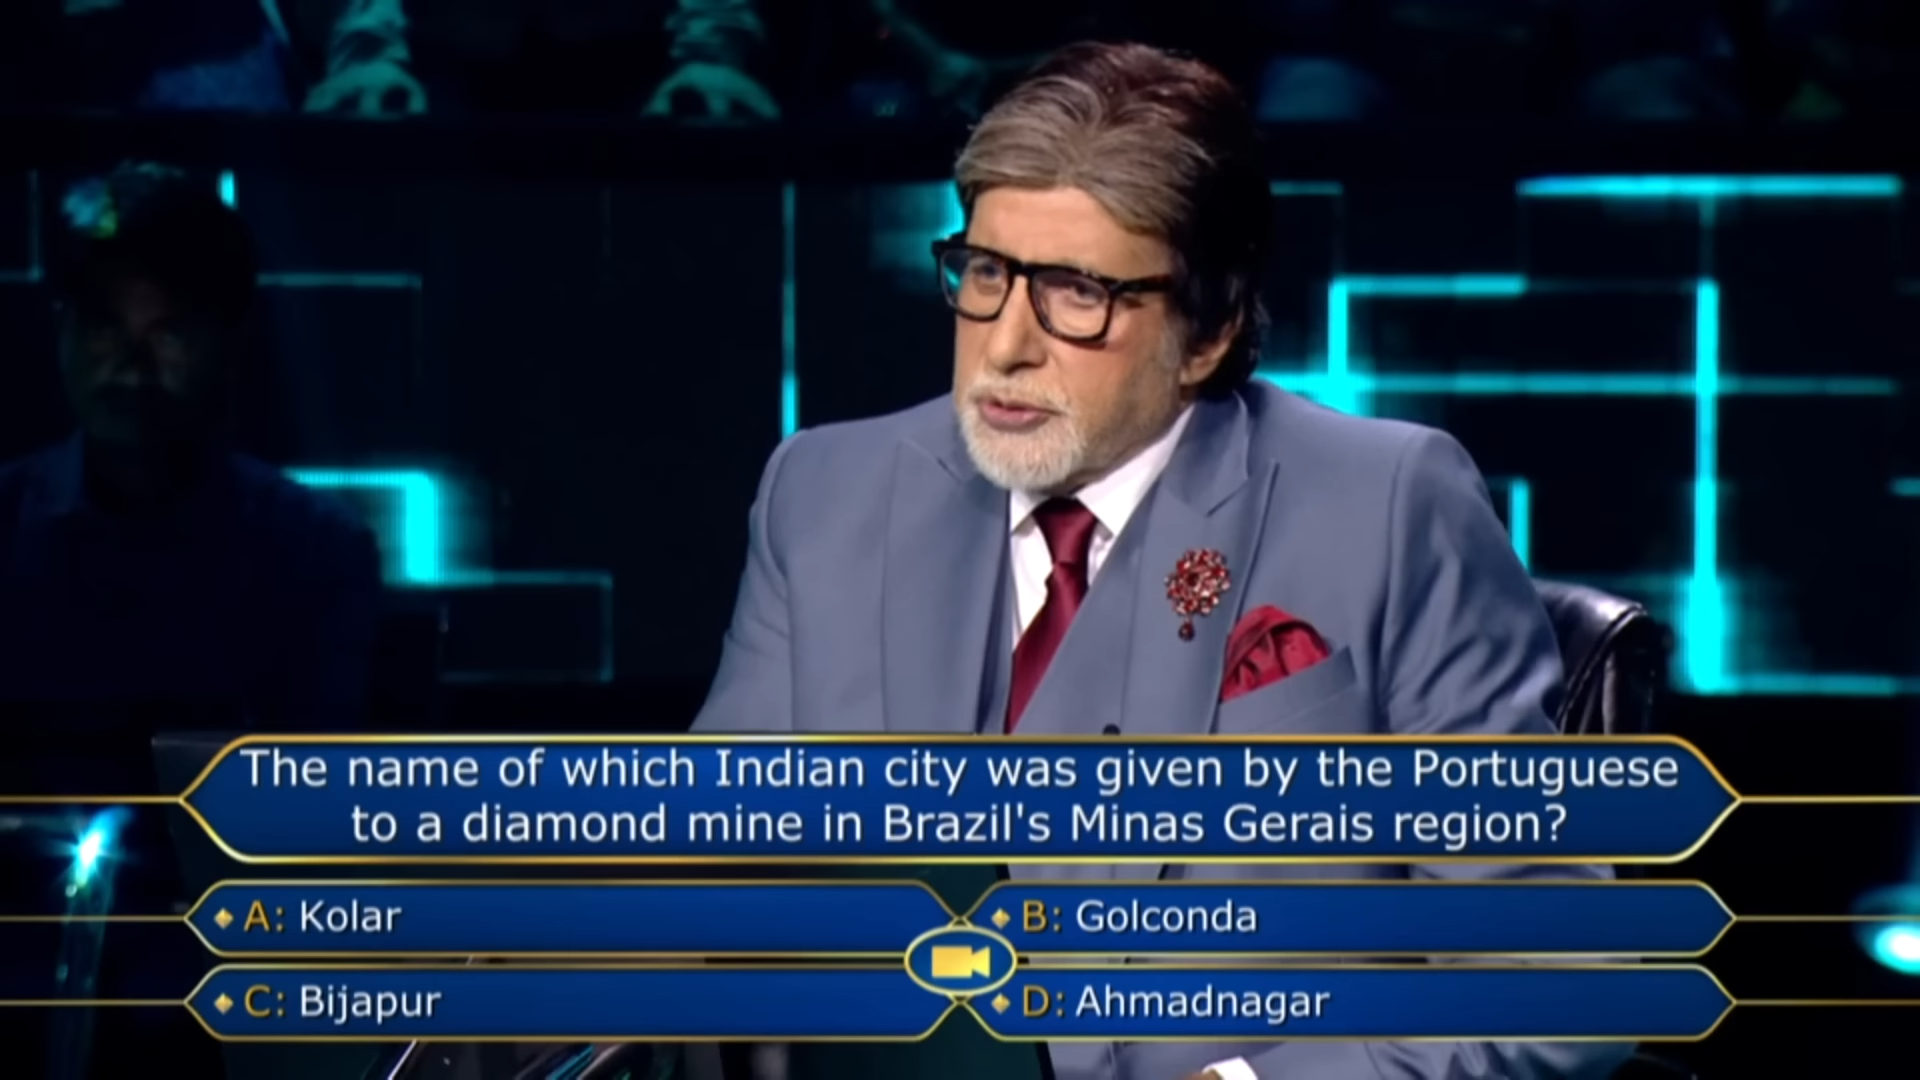 The name of which Indian city was given by the Portuguese
to a diamond mine in Brazil's Minas Gerais region?
A: Kolar
B: Golconda
C: Bijapur
D: Ahmadnagar